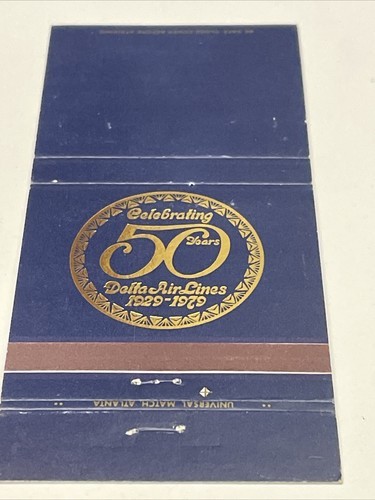 Celebrating
50 Years
Delta Air Lines
1929-1979
UNIVERSAL MATCH ATLANTA